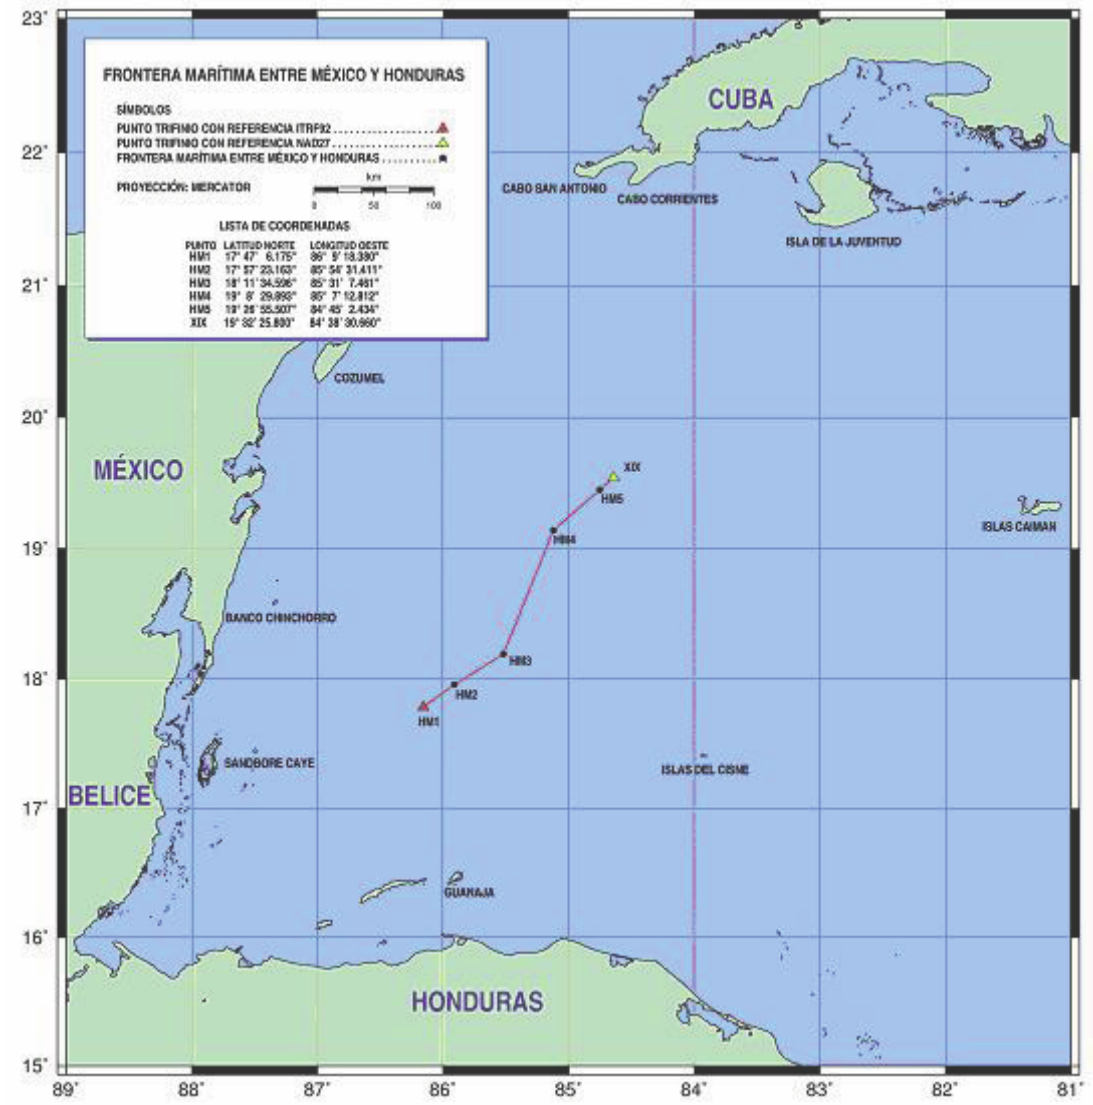 FRONTERA MARÍTIMA ENTRE MÉXICO Y HONDURAS
SÍMBOLOS
PUNTO TRIFINIO CON REFERENCIA ITRF92
PUNTO TRIFINIO CON REFERENCIA NAD27
FRONTERA MARÍTIMA ENTRE MÉXICO Y HONDURAS
PROYECCIÓN: MERCATOR
km
0 50 100
LISTA DE COORDENADAS
PUNTO LATITUD NORTE LONGITUD OESTE
HM1 17° 47' 6.175" 86° 9' 18.380"
HM2 17° 57' 23.163" 85° 54' 31.411"
HM3 18° 11' 34.596" 85° 31' 7.461"
HM4 19° 8' 29.893" 85° 7' 12.812"
HM5 19° 26' 55.507" 84° 45' 2.434"
XIX 19° 32' 25.800" 84° 38' 30.660"
CUBA
CABO SAN ANTONIO
CABO CORRIENTES
ISLA DE LA JUVENTUD
COZUMEL
MÉXICO
XIX
HM5
ISLAS CAIMAN
HM4
BANCO CHINCHORRO
HM3
HM2
HM1
SANDBORE CAYE
ISLAS DEL CISNE
BELICE
GUANAJA
HONDURAS
23°
22°
21°
20°
19°
18°
17°
16°
15°
89° 88° 87° 86° 85° 84° 83° 82° 81°